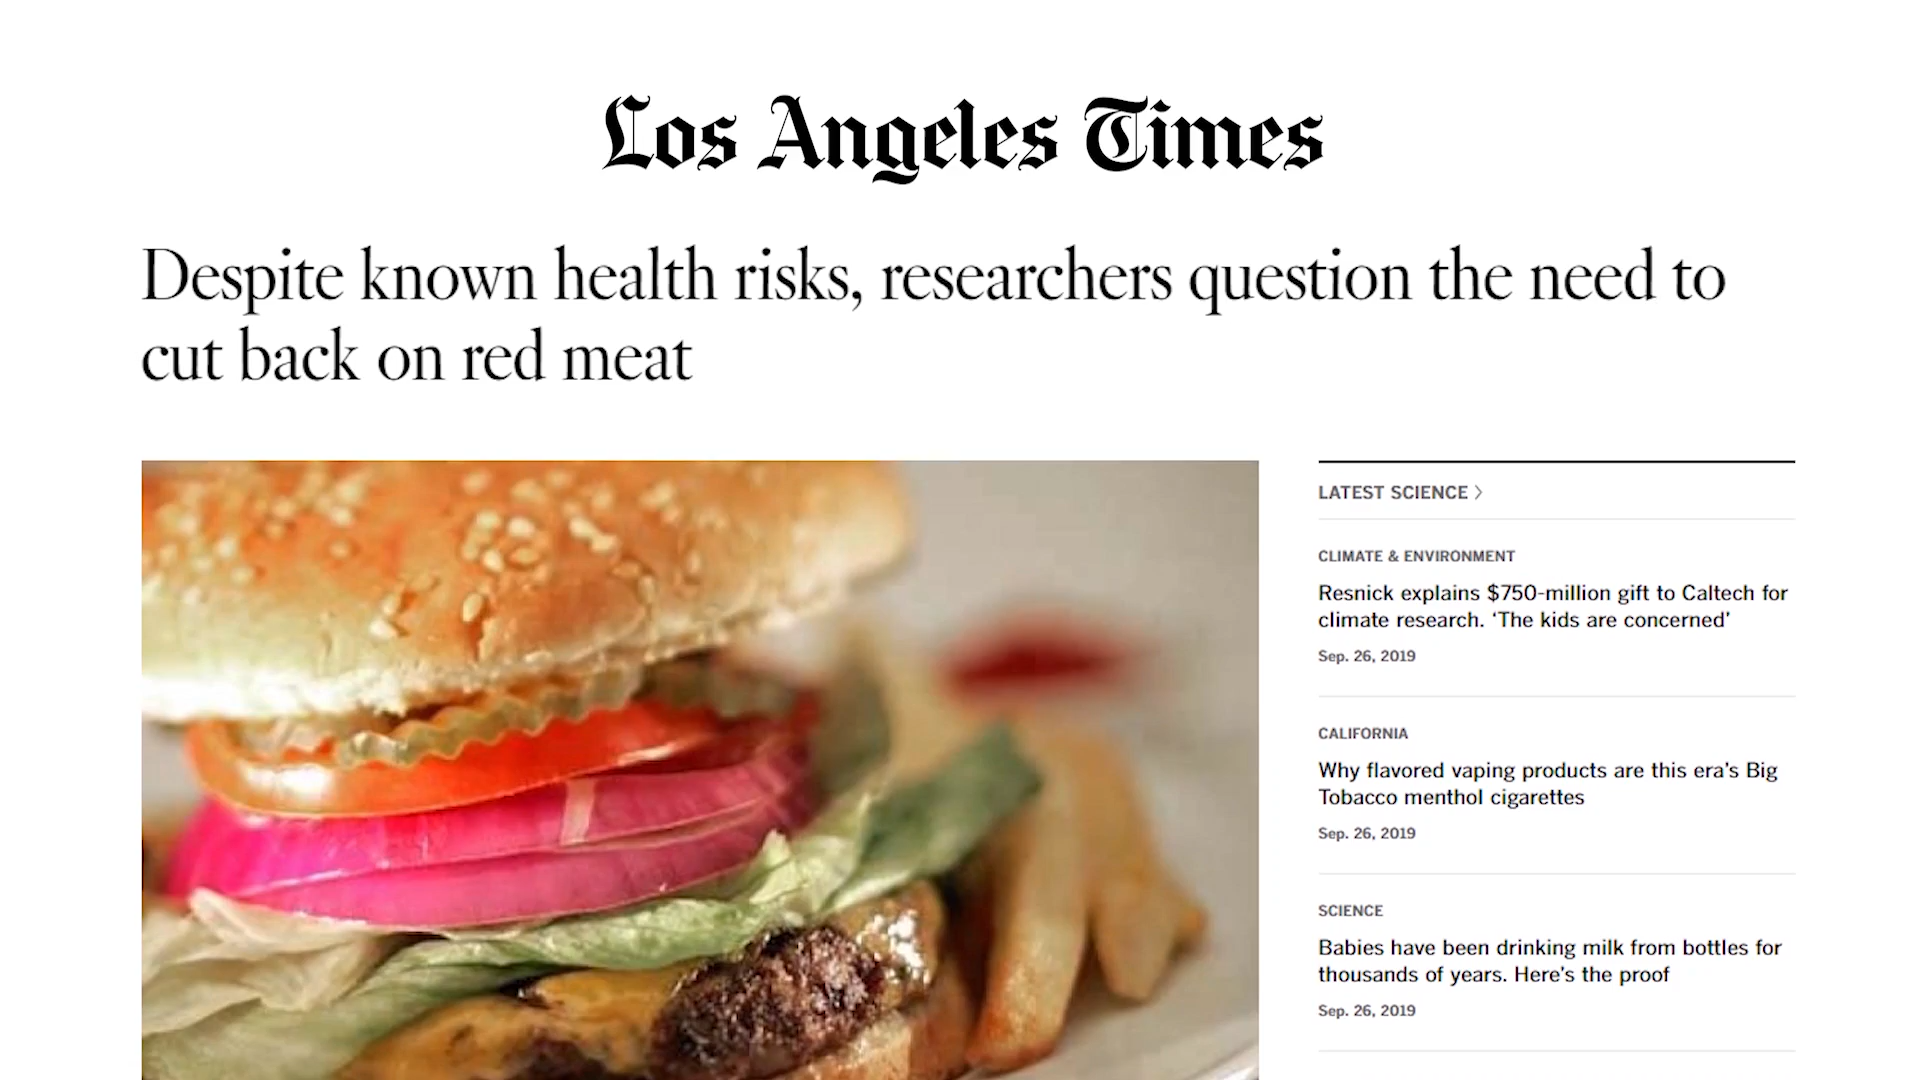 Los Angeles Times
Despite known health risks, researchers question the need to
cut back on red meat
LATEST SCIENCE >
CLIMATE & ENVIRONMENT
Resnick explains $750-million gift to Caltech for
climate research. ‘The kids are concerned’
Sep. 26, 2019
CALIFORNIA
Why flavored vaping products are this era’s Big
Tobacco menthol cigarettes
Sep. 26, 2019
SCIENCE
Babies have been drinking milk from bottles for
thousands of years. Here’s the proof
Sep. 26, 2019